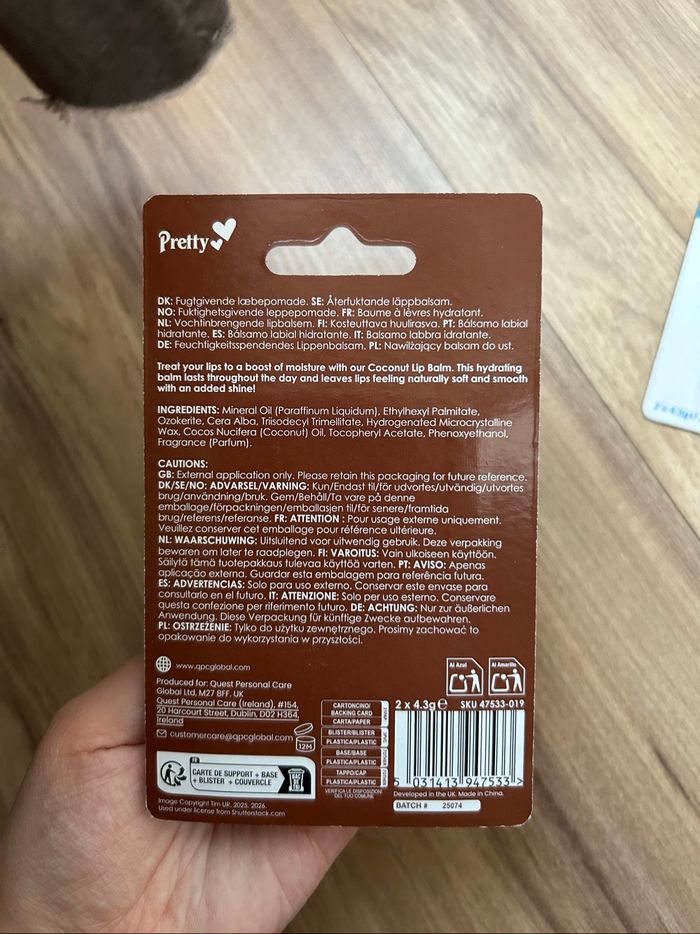 Pretty
DK: Fugtgivende læbepomade. SE: Återfuktande läppbalsam.
NO: Fuktighetsgivende leppepomade. FR: Baume à lèvres hydratant.
NL: Vochtinbrengende lipbalsem. FI: Kosteuttava huulirasva. PT: Bálsamo labial
hidratante. ES: Bálsamo labial hidratante. IT: Balsamo labbra idratante.
DE: Feuchtigkeitsspendendes Lippenbalsam. PL: Nawilżający balsam do ust.
Treat your lips to a boost of moisture with our Coconut Lip Balm. This hydrating
balm lasts throughout the day and leaves lips feeling naturally soft and smooth
with an added shine!
INGREDIENTS: Mineral Oil (Paraffinum Liquidum), Ethylhexyl Palmitate,
Ozokerite, Cera Alba, Triisodecyl Trimellitate, Hydrogenated Microcrystalline
Wax, Cocos Nucifera (Coconut) Oil, Tocopheryl Acetate, Phenoxyethanol,
Fragrance (Parfum).
CAUTIONS:
GB: External application only. Please retain this packaging for future reference.
DK/SE/NO: ADVARSEL/VARNING: Kun/Endast til/för udvortes/utvändig/utvortes
brug/användning/bruk. Gem/Behåll/Ta vare på denne
emballage/förpackningen/emballasjen til/för senere/framtida
brug/referens/referanse. FR: ATTENTION : Pour usage externe uniquement.
Veuillez conserver cet emballage pour référence ultérieure.
NL: WAARSCHUWING: Uitsluitend voor uitwendig gebruik. Deze verpakking
bewaren om later te raadplegen. FI: VAROITUS: Vain ulkoiseen käyttöön.
Säilytä tämä tuotepakkaus tulevaa käyttöä varten. PT: AVISO: Apenas
aplicação externa. Guardar esta embalagem para referência futura.
ES: ADVERTENCIAS: Solo para uso externo. Conservar este envase para
consultarlo en el futuro. IT: ATTENZIONE: Solo per uso esterno. Conservare
questa confezione per riferimento futuro. DE: ACHTUNG: Nur zur äußerlichen
Anwendung. Diese Verpackung für künftige Zwecke aufbewahren.
PL: OSTRZEŻENIE: Tylko do użytku zewnętrznego. Prosimy zachować to
opakowanie do wykorzystania w przyszłości.
www.qpcglobal.com
Al Azul
Al Amarillo
Produced for: Quest Personal Care
Global Ltd, M27 8FF. UK
Quest Personal Care (Ireland), #154,
20 Harcourt Street, Dublin, D02 H364,
Ireland
customercare@qpcglobal.com
12M
CARTONCINO/
BACKING CARD
CARTA/PAPER
BLISTER/BLISTER
PLASTICA/PLASTIC
BASE/BASE
PLASTICA/PLASTIC
TAPPO/CAP
PLASTICA/PLASTIC
VERIFICA LE DISPOSIZIONI
DEL TUO COMUNE
2 x 4.3g e SKU 47533-019
5 031413 947533 >
Developed in the UK. Made in China.
BATCH # 25074
FR
CARTE DE SUPPORT + BASE
+ BLISTER + COUVERCLE
BAC DE TRI
Image Copyright Tim UR, 2025, 2026.
Used under license from Shutterstock.com